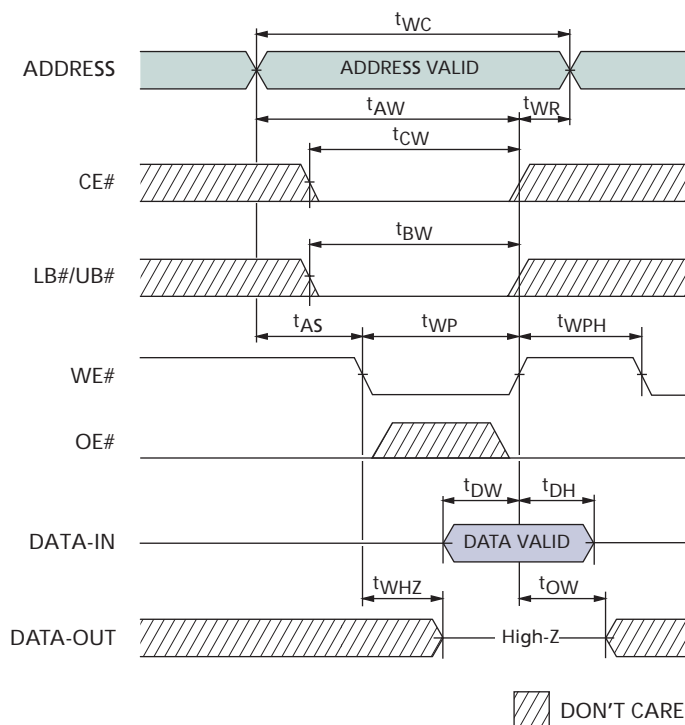 tWC
ADDRESS
ADDRESS VALID
tAW
tWR
tCW
CE#
tBW
LB#/UB#
tAS
tWP
tWPH
WE#
OE#
tDW
tDH
DATA-IN
DATA VALID
tWHZ
tOW
DATA-OUT
High-Z
DON'T CARE